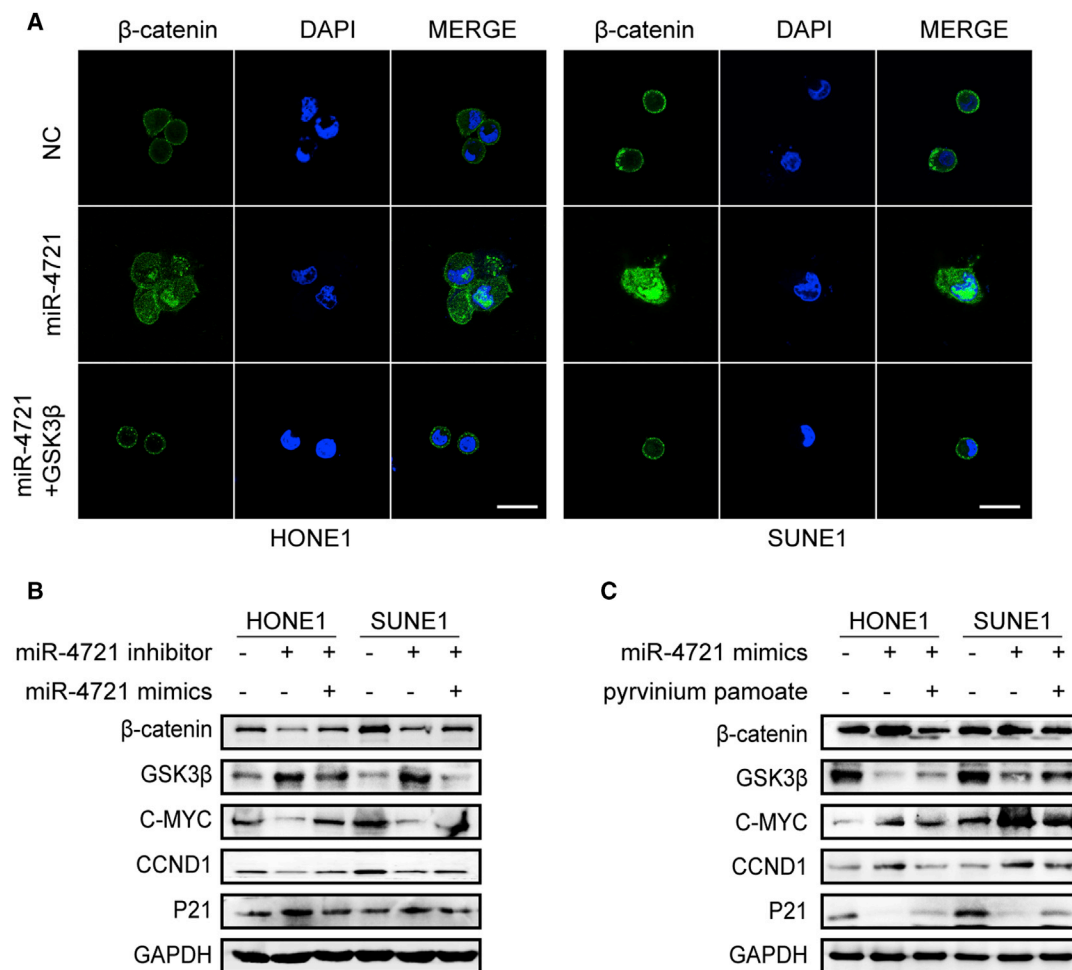 A
β-catenin DAPI MERGE β-catenin DAPI MERGE
NC
miR-4721
miR-4721
+GSK3β
HONE1 SUNE1
B
HONE1 SUNE1
miR-4721 inhibitor - + + - + +
miR-4721 mimics - - + - - +
β-catenin
GSK3β
C-MYC
CCND1
P21
GAPDH
C
HONE1 SUNE1
miR-4721 mimics - + + - + +
pyrvinium pamoate - - + - - +
β-catenin
GSK3β
C-MYC
CCND1
P21
GAPDH